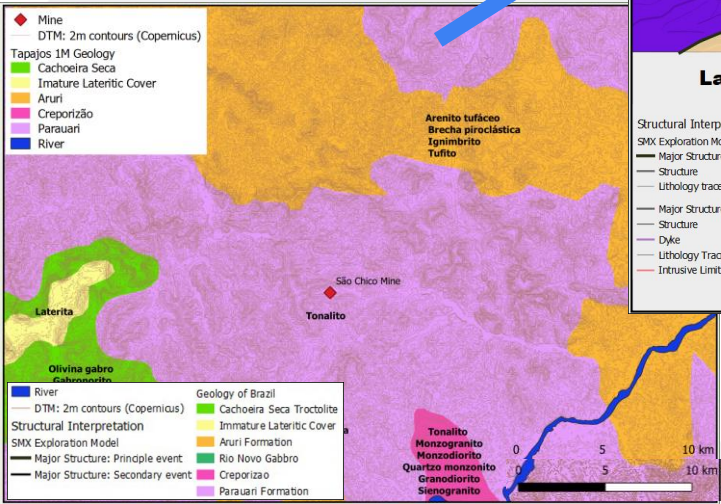 Mine
DTM: 2m contours (Copernicus)
Tapajos 1M Geology
Cachoeira Seca
Imature Lateritic Cover
Aruri
Creporizão
Parauari
River
Arenito tufáceo
Brecha piroclástica
Ignimbrito
Tufito
La
Structural Interp
SMX Exploration Mo
Major Structure
Structure
Lithology trace
Major Structur
Structure
Dyke
Lithology Trac
Intrusive Limit
São Chico Mine
Tonalito
Laterita
Olivina gabro
Gabronorito
River
DTM: 2m contours (Copernicus)
Structural Interpretation
SMX Exploration Model
Major Structure: Principle event
Major Structure: Secondary event
Geology of Brazil
Cachoeira Seca Troctolite
Immature Lateritic Cover
Aruri Formation
Rio Novo Gabbro
Creporizao
Parauari Formation
a
Tonalito
Monzogranito
Monzodiorito
Quartzo monzonito
Granodiorito
Sienogranito
0 5 10 km
0 5 10 km